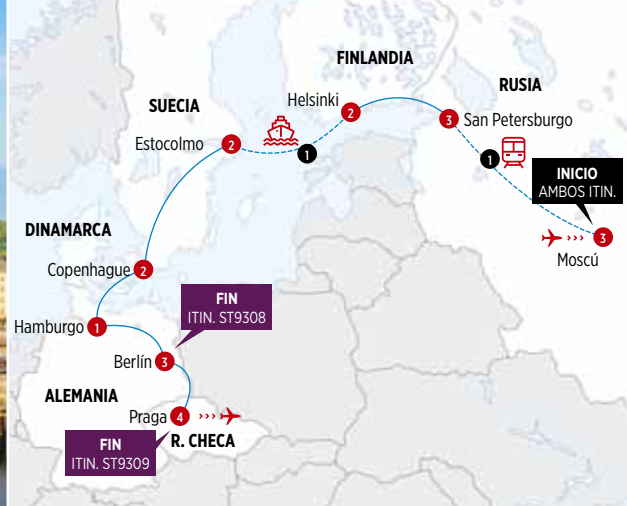 FINLANDIA
RUSIA
SUECIA
Helsinki
2
3
San Petersburgo
Estocolmo
2
1
1
INICIO
AMBOS ITIN.
DINAMARCA
3
Moscú
Copenhague
2
FIN
ITIN. ST9308
Hamburgo
1
Berlín
3
ALEMANIA
Praga
4
R. CHECA
FIN
ITIN. ST9309